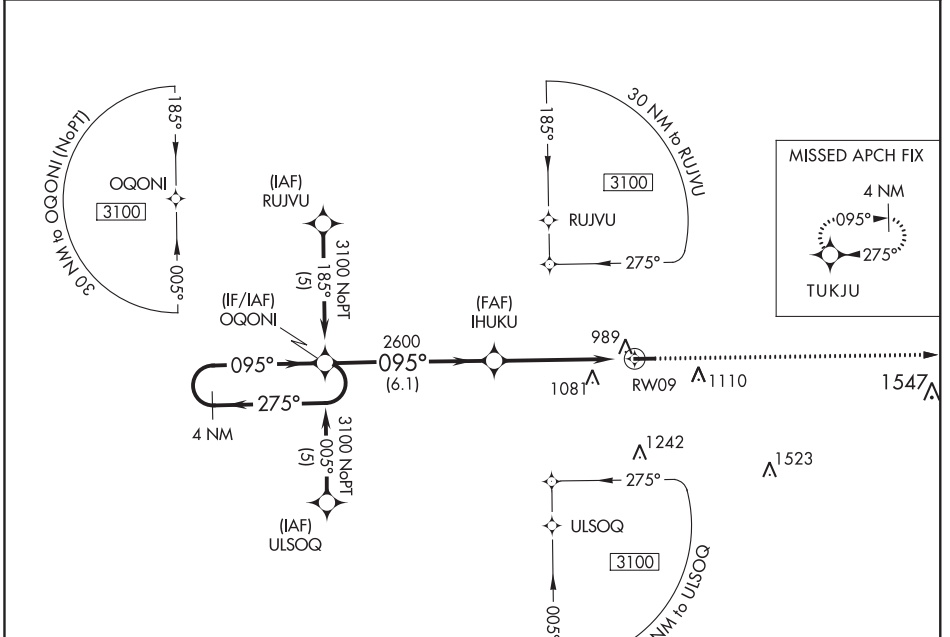 185°
OQONI
3100
005°
30 NM to OQONI (NoPT)
(IAF)
RUJVU
3100 NoPT
185°
(5)
(IF/IAF)
OQONI
095°
275°
4 NM
2600
095°
(6.1)
(FAF)
IHUKU
3100 NoPT
005°
(5)
(IAF)
ULSOQ
185°
30 NM to RUJVU
3100
RUJVU
275°
MISSED APCH FIX
4 NM
095°
275°
TUKJU
989
1081
RW09
1110
1547
1242
1523
275°
ULSOQ
3100
005°
NM to ULSOQ